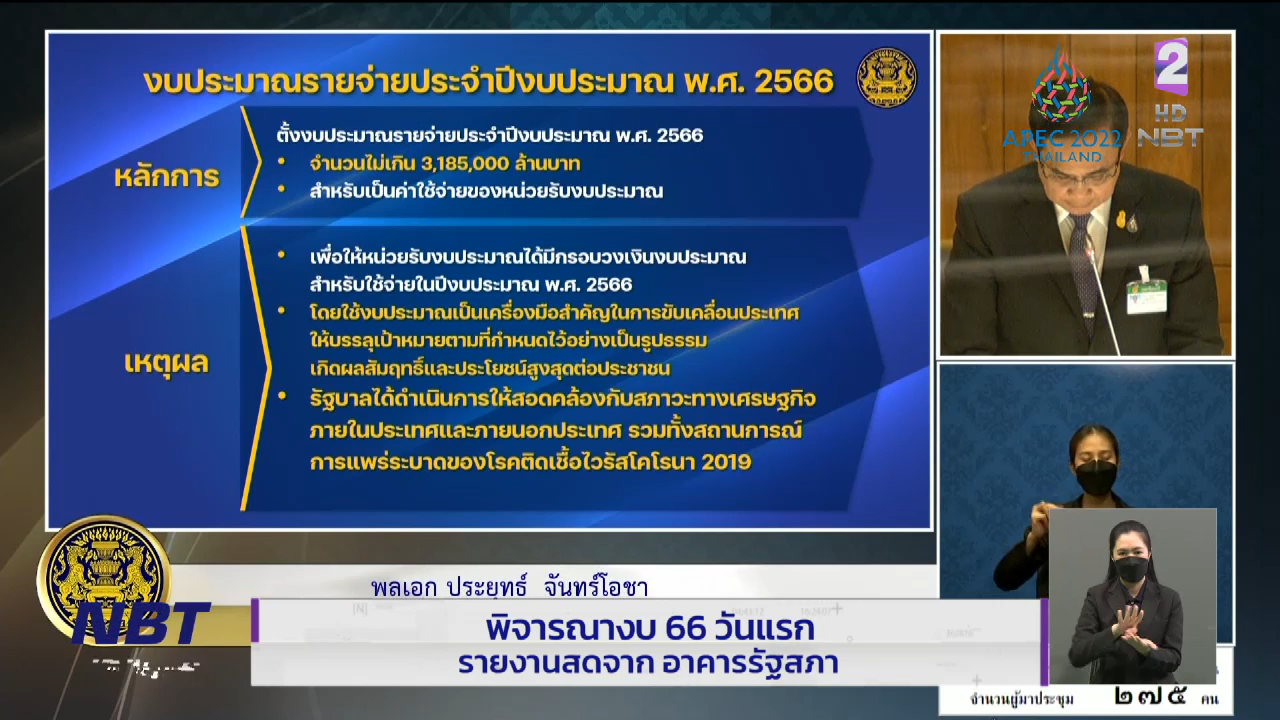 งบประมาณรายจ่ายประจำปีงบประมาณ พ.ศ. 2566
หลักการ
ตั้งงบประมาณรายจ่ายประจำปีงบประมาณ พ.ศ. 2566
• จำนวนไม่เกิน 3,185,000 ล้านบาท
• สำหรับเป็นค่าใช้จ่ายของหน่วยรับงบประมาณ
เหตุผล
• เพื่อให้หน่วยรับงบประมาณได้มีกรอบวงเงินงบประมาณ
สำหรับใช้จ่ายในปีงบประมาณ พ.ศ. 2566
• โดยใช้งบประมาณเป็นเครื่องมือสำคัญในการขับเคลื่อนประเทศ
ให้บรรลุเป้าหมายตามที่กำหนดไว้อย่างเป็นรูปธรรม
เกิดผลสัมฤทธิ์และประโยชน์สูงสุดต่อประชาชน
• รัฐบาลได้ดำเนินการให้สอดคล้องกับสภาวะทางเศรษฐกิจ
ภายในประเทศและภายนอกประเทศ รวมทั้งสถานการณ์
การแพร่ระบาดของโรคติดเชื้อไวรัสโคโรนา 2019
APEC 2022
THAILAND
2
HD
NBT
พลเอก ประยุทธ์ จันทร์โอชา
NBT
พิจารณางบ 66 วันแรก
รายงานสดจาก อาคารรัฐสภา
จำนวนผู้มาประชุม ๒๗๕ คน